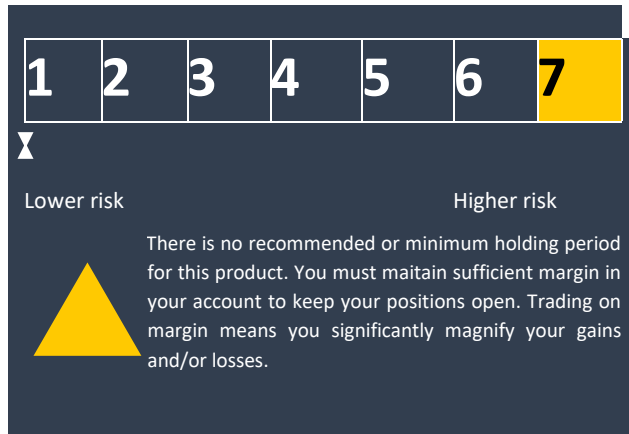 1 2 3 4 5 6 7
Lower risk Higher risk
There is no recommended or minimum holding period
for this product. You must maitain sufficient margin in
your account to keep your positions open. Trading on
margin means you significantly magnify your gains
and/or losses.